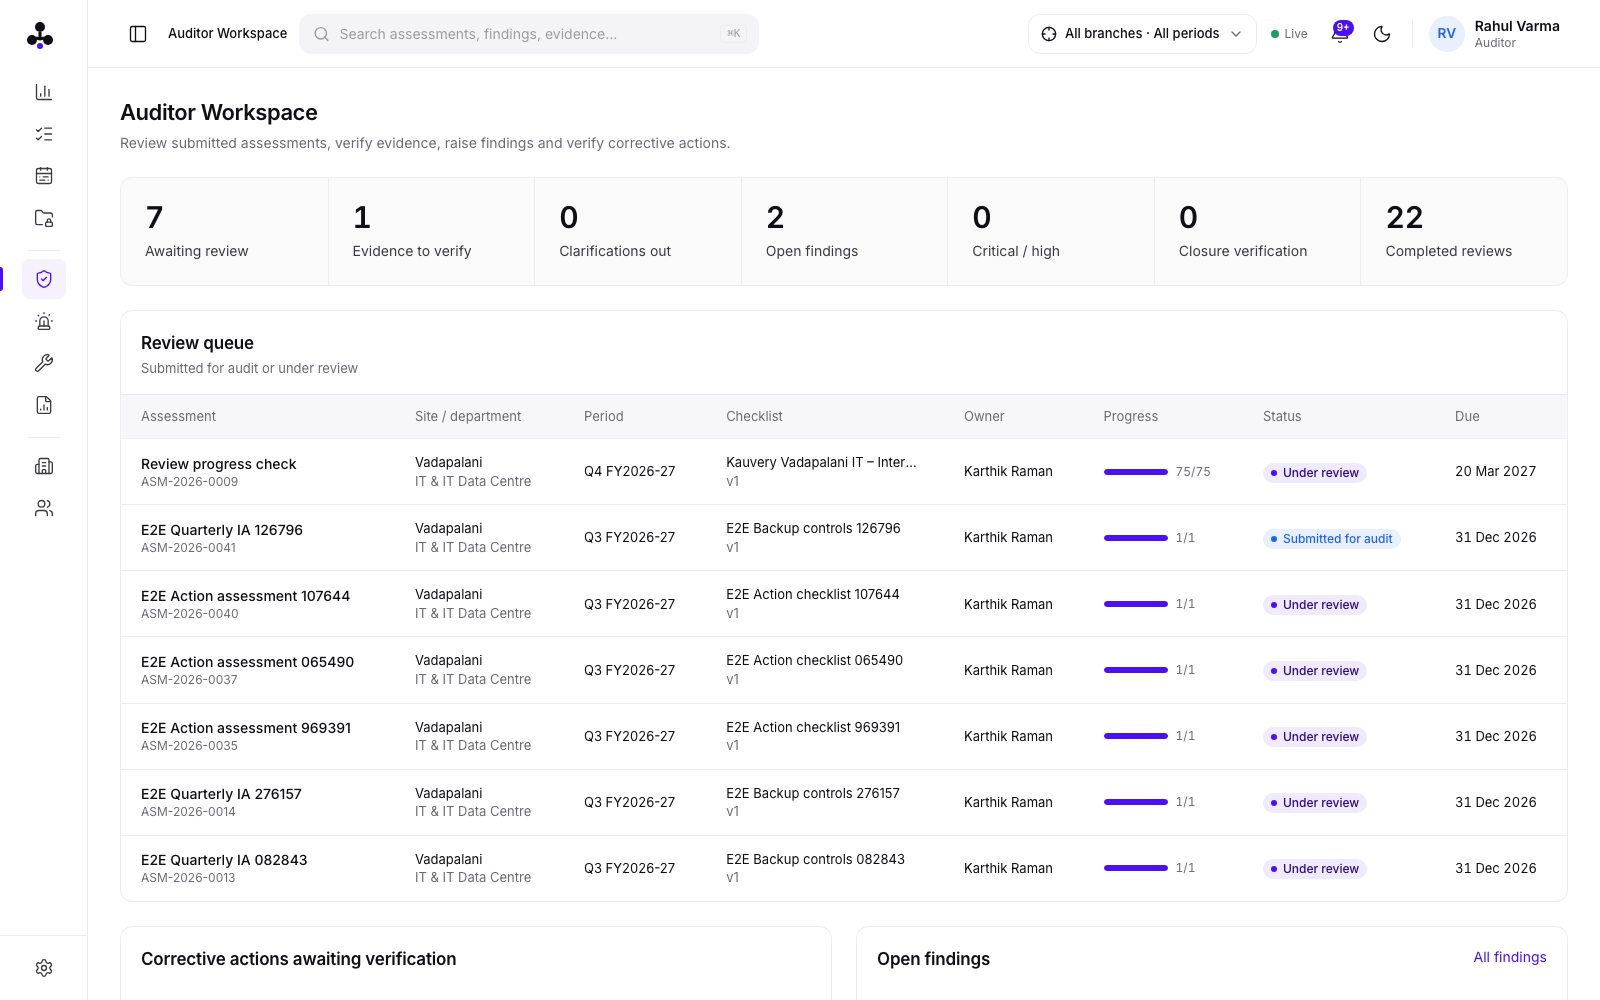 Auditor Workspace
Search assessments, findings, evidence...
⌘K
All branches · All periods
Live
9+
RV
Rahul Varma
Auditor
Auditor Workspace
Review submitted assessments, verify evidence, raise findings and verify corrective actions.
7
Awaiting review
1
Evidence to verify
0
Clarifications out
2
Open findings
0
Critical / high
0
Closure verification
22
Completed reviews
Review queue
Submitted for audit or under review
Assessment Site / department Period Checklist Owner Progress Status Due
Review progress check Vadapalani Q4 FY2026-27 Kauvery Vadapalani IT – Inter... Karthik Raman 75/75 Under review 20 Mar 2027
ASM-2026-0009 IT & IT Data Centre v1
E2E Quarterly IA 126796 Vadapalani Q3 FY2026-27 E2E Backup controls 126796 Karthik Raman 1/1 Submitted for audit 31 Dec 2026
ASM-2026-0041 IT & IT Data Centre v1
E2E Action assessment 107644 Vadapalani Q3 FY2026-27 E2E Action checklist 107644 Karthik Raman 1/1 Under review 31 Dec 2026
ASM-2026-0040 IT & IT Data Centre v1
E2E Action assessment 065490 Vadapalani Q3 FY2026-27 E2E Action checklist 065490 Karthik Raman 1/1 Under review 31 Dec 2026
ASM-2026-0037 IT & IT Data Centre v1
E2E Action assessment 969391 Vadapalani Q3 FY2026-27 E2E Action checklist 969391 Karthik Raman 1/1 Under review 31 Dec 2026
ASM-2026-0035 IT & IT Data Centre v1
E2E Quarterly IA 276157 Vadapalani Q3 FY2026-27 E2E Backup controls 276157 Karthik Raman 1/1 Under review 31 Dec 2026
ASM-2026-0014 IT & IT Data Centre v1
E2E Quarterly IA 082843 Vadapalani Q3 FY2026-27 E2E Backup controls 082843 Karthik Raman 1/1 Under review 31 Dec 2026
ASM-2026-0013 IT & IT Data Centre v1
Corrective actions awaiting verification
Open findings
All findings